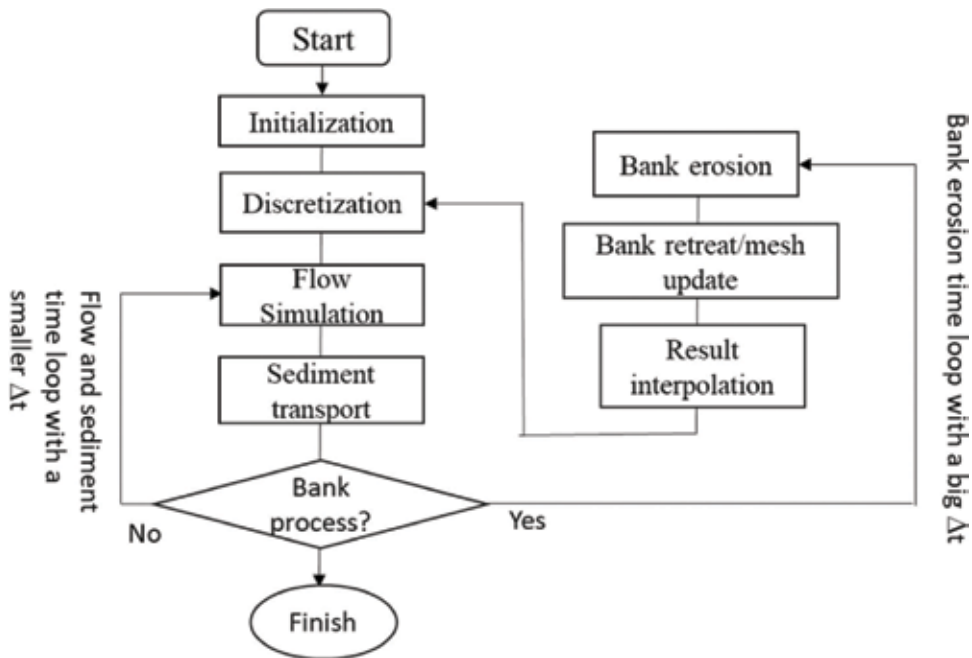 Start
Initialization
Discretization
Flow
Simulation
Sediment
transport
Bank
process?
No
Yes
Finish
Bank erosion
Bank retreat/mesh
update
Result
interpolation
Flow and sediment
time loop with a
smaller Δt
Bank erosion time loop with a big Δt